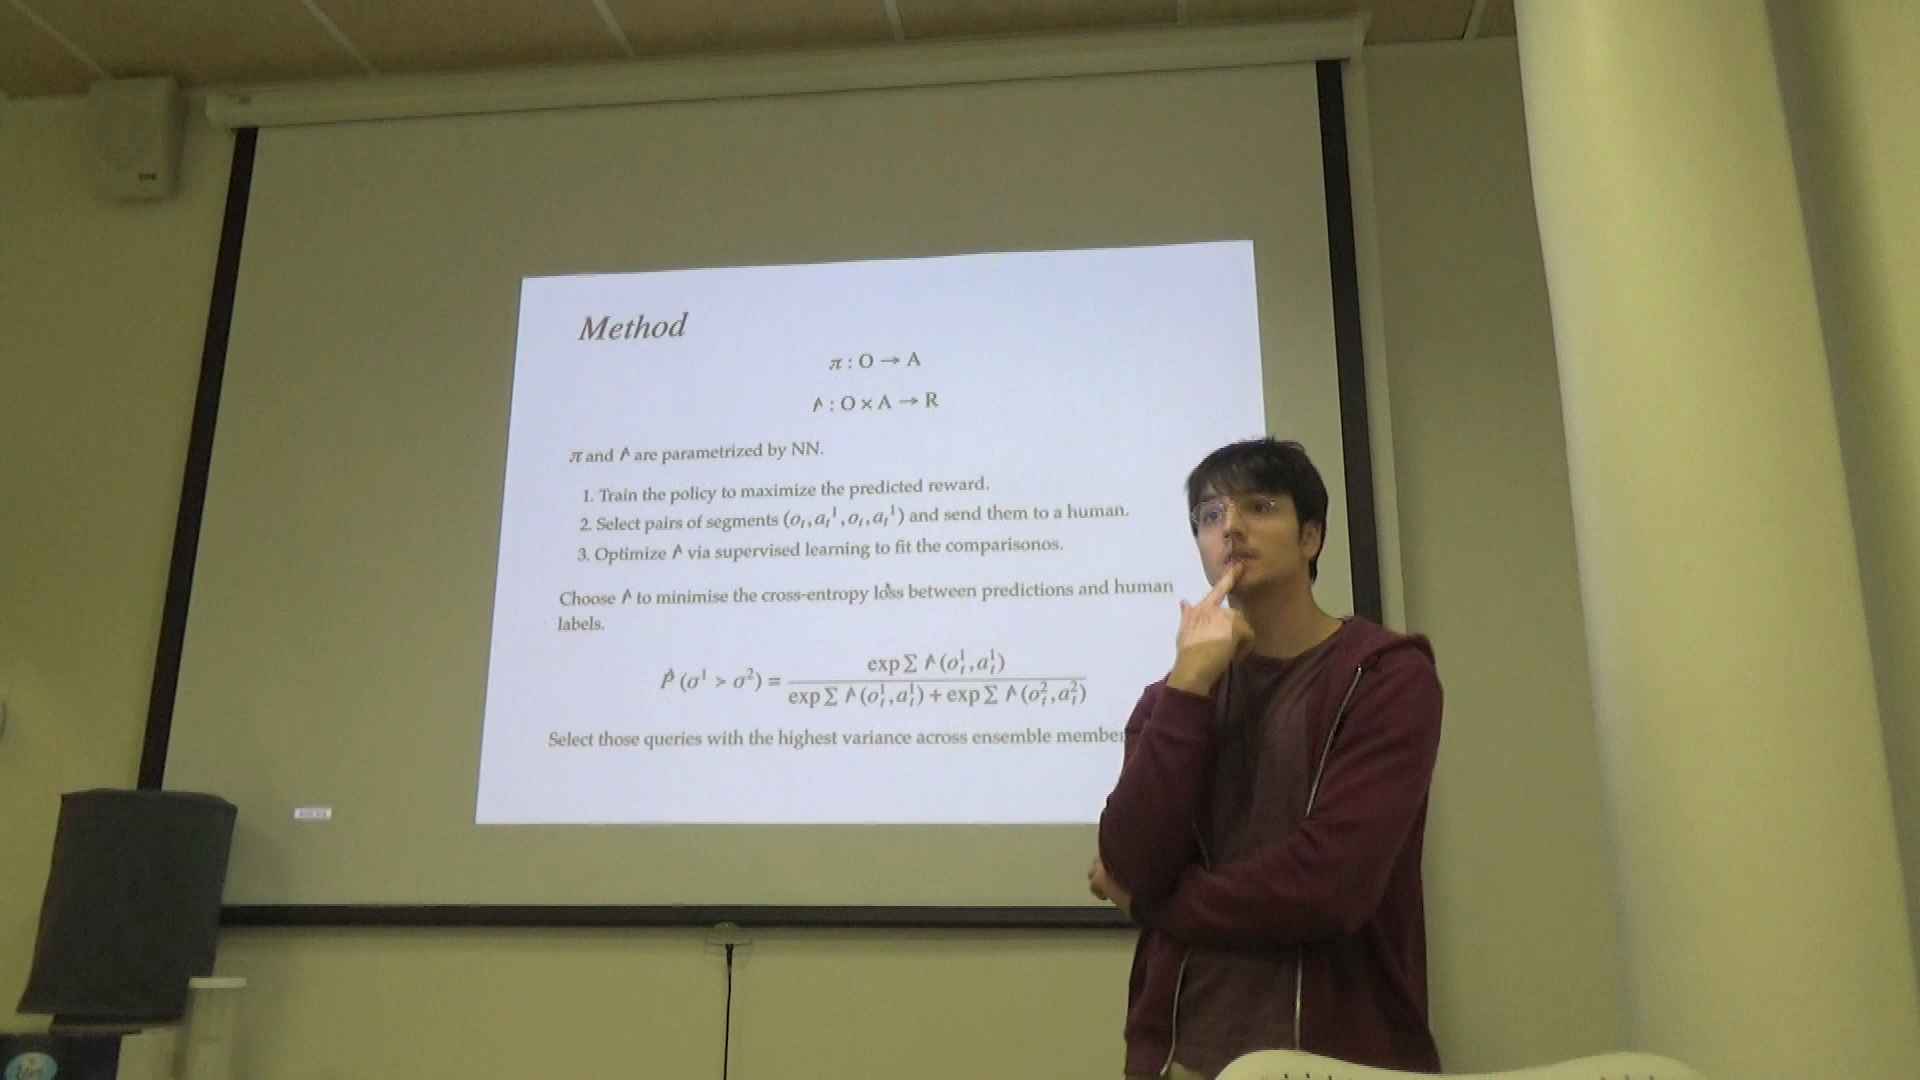 Method
π : O → A
^ : O × A → R
π and ^ are parametrized by NN.
1. Train the policy to maximize the predicted reward.
2. Select pairs of segments (o_t, a_t^1, o_t, a_t^1) and send them to a human.
3. Optimize ^ via supervised learning to fit the comparisonos.
Choose ^ to minimise the cross-entropy loss between predictions and human
labels.
P̂ (σ^1 > σ^2) = exp ∑ ^ (o_t^1, a_t^1) / exp ∑ ^ (o_t^1, a_t^1) + exp ∑ ^ (o_t^2, a_t^2)
Select those queries with the highest variance across ensemble member
Eden